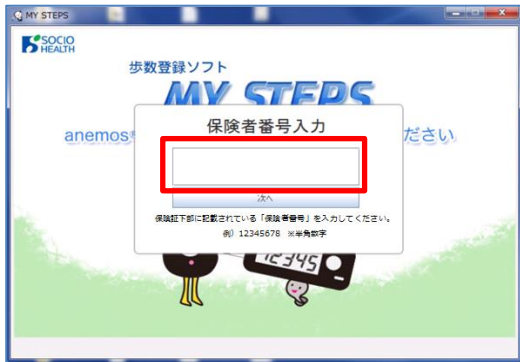 MY STEPS
SOCIO
HEALTH
歩数登録ソフト
MY STEPS
anemos
ださい
保険者番号入力
次へ
保険証下部に記載されている「保険者番号」を入力してください。
例）12345678 ※半角数字
12345